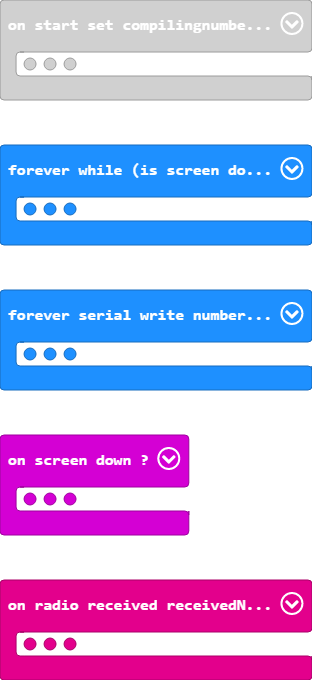 on start set compilingnumbe...
forever while (is screen do...
forever serial write number...
on screen down ?
on radio received receivedN...